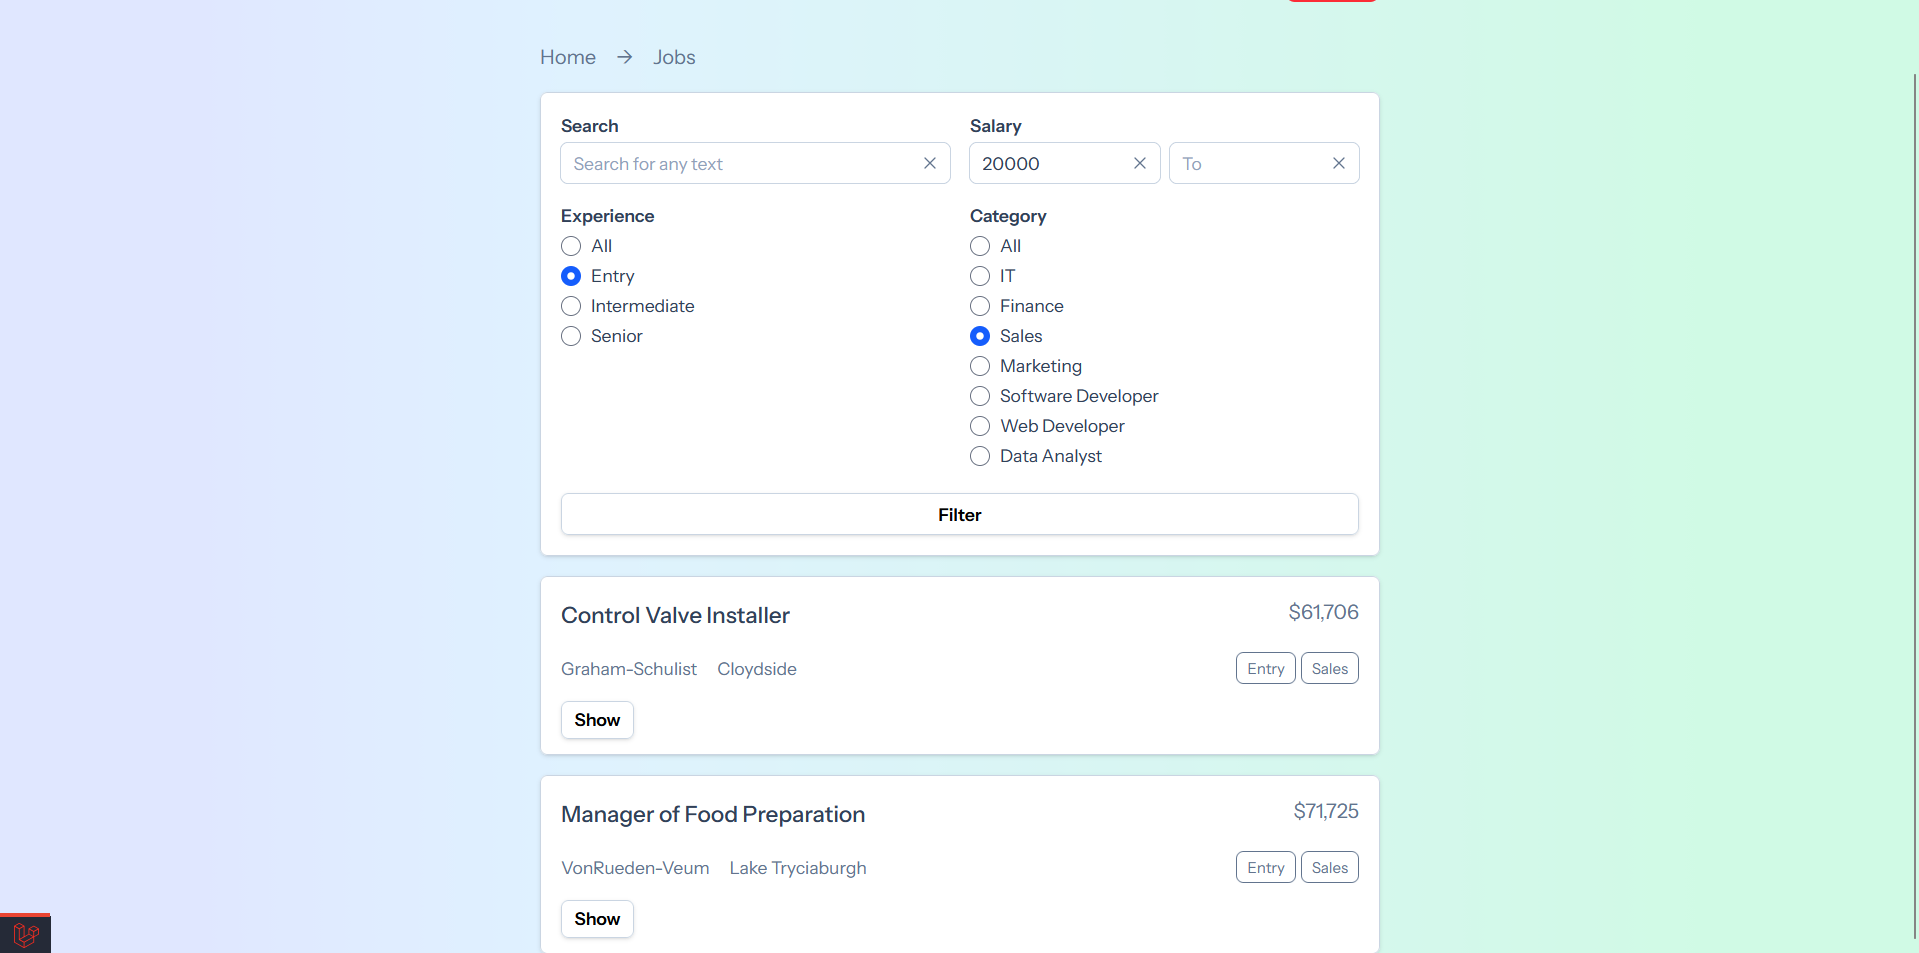 Home → Jobs
Search
Search for any text
Salary
20000
To
Experience
All
Entry
Intermediate
Senior
Category
All
IT
Finance
Sales
Marketing
Software Developer
Web Developer
Data Analyst
Filter
Control Valve Installer $61,706
Graham-Schulist Cloydside Entry Sales
Show
Manager of Food Preparation $71,725
VonRueden-Veum Lake Tryciaburgh Entry Sales
Show